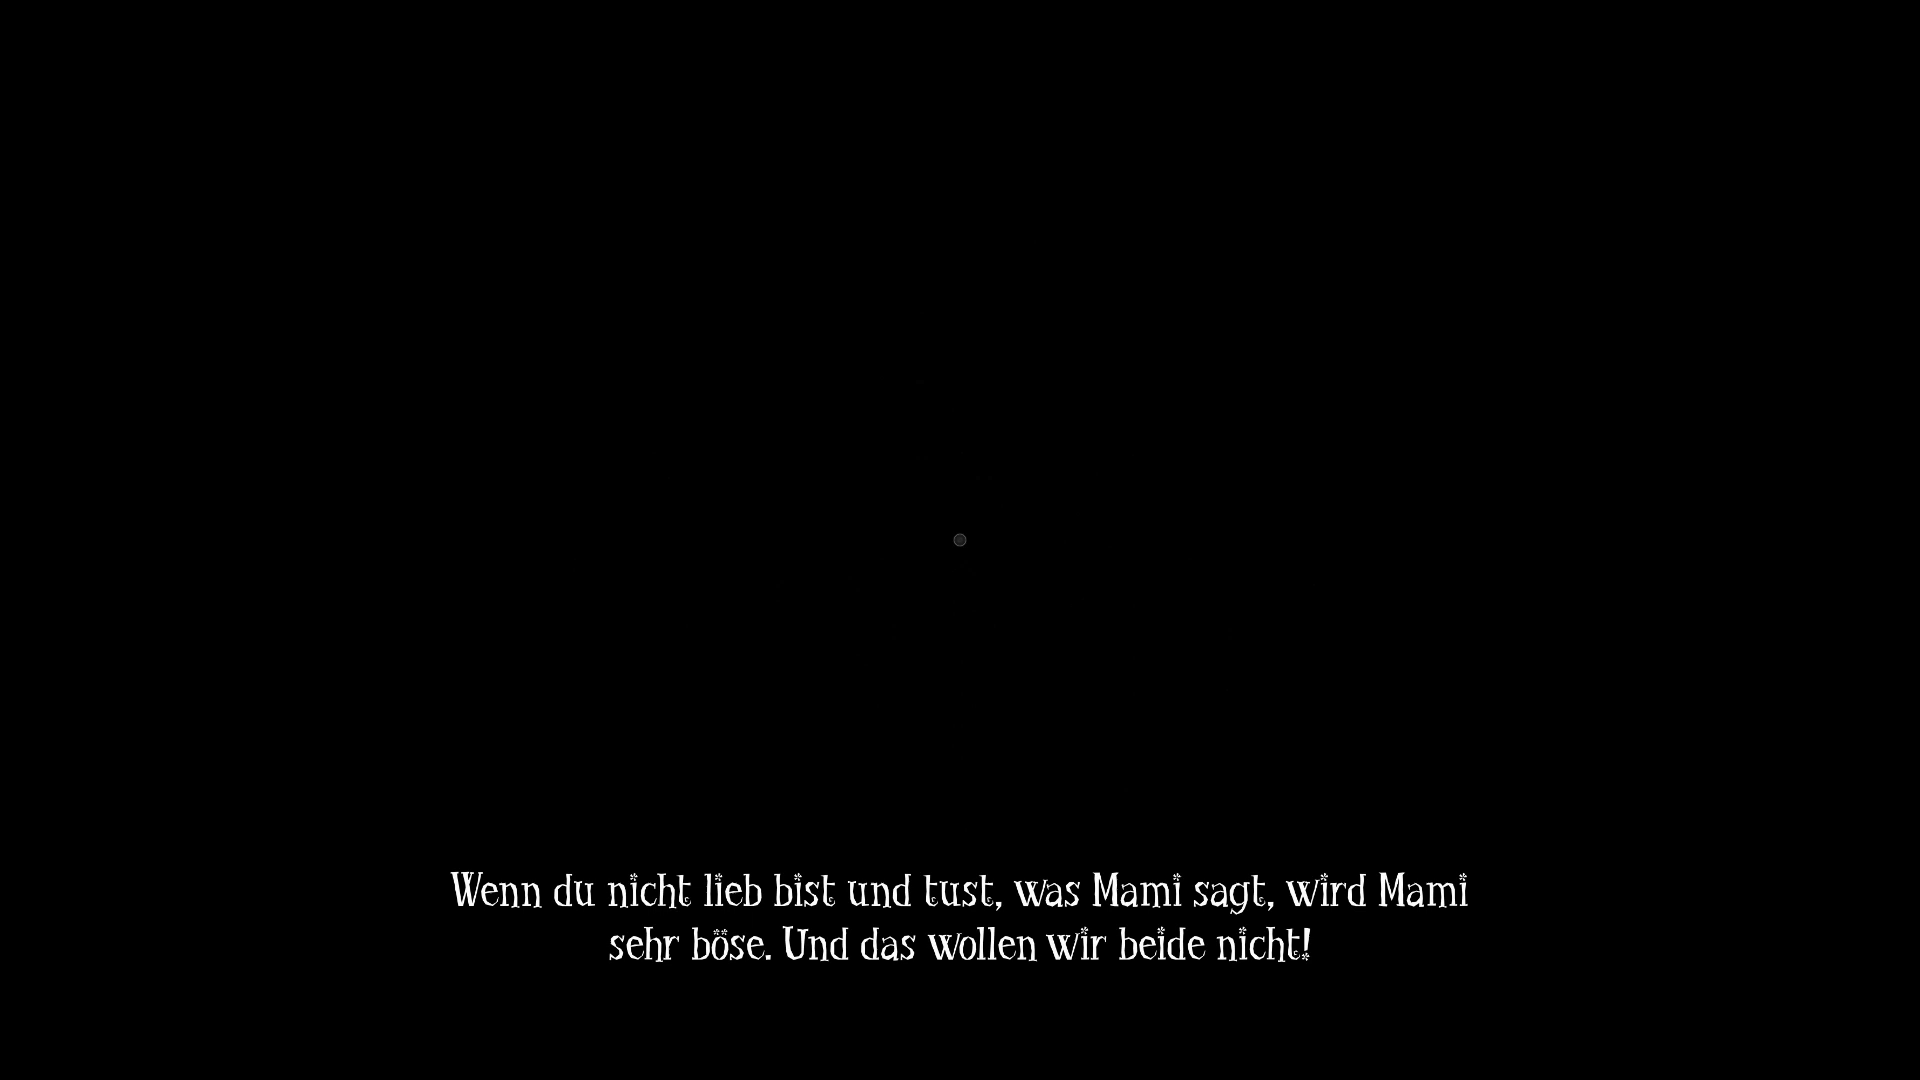 Wenn du nicht lieb bist und tust, was Mami sagt, wird Mami
sehr böse. Und das wollen wir beide nicht!